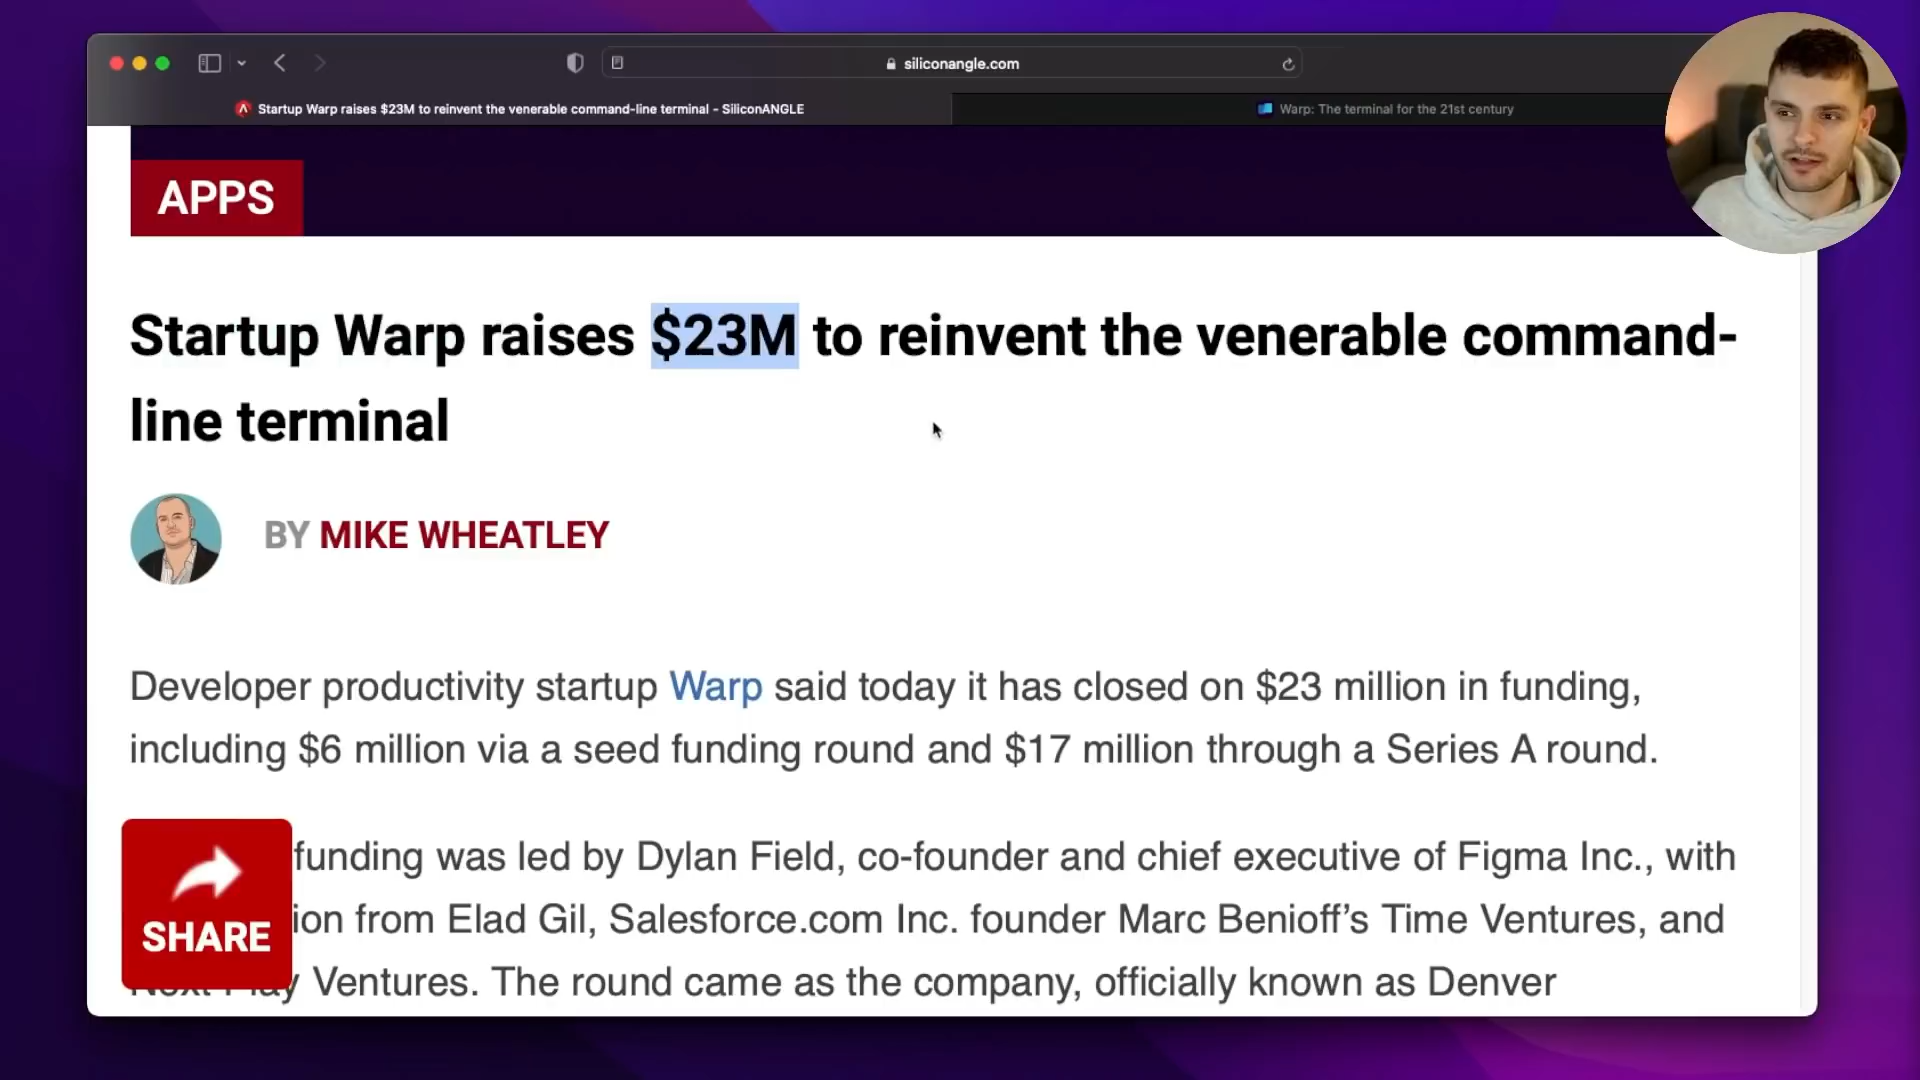 siliconangle.com
Startup Warp raises $23M to reinvent the venerable command-line terminal - SiliconANGLE
Warp: The terminal for the 21st century
APPS
Startup Warp raises $23M to reinvent the venerable command-
line terminal
BY MIKE WHEATLEY
Developer productivity startup Warp said today it has closed on $23 million in funding,
including $6 million via a seed funding round and $17 million through a Series A round.
funding was led by Dylan Field, co-founder and chief executive of Figma Inc., with
ion from Elad Gil, Salesforce.com Inc. founder Marc Benioff's Time Ventures, and
Next Play Ventures. The round came as the company, officially known as Denver
SHARE